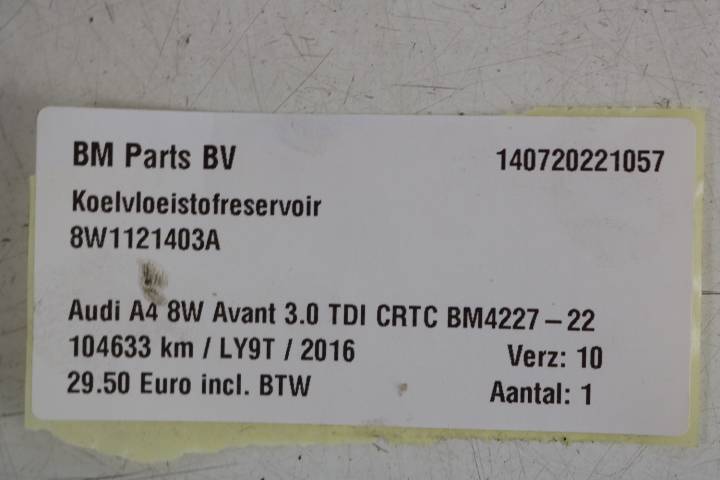 BM Parts BV 140720221057
Koelvloeistofreservoir
8W1121403A
Audi A4 8W Avant 3.0 TDI CRTC BM4227-22
104633 km / LY9T / 2016 Verz: 10
29.50 Euro incl. BTW Aantal: 1